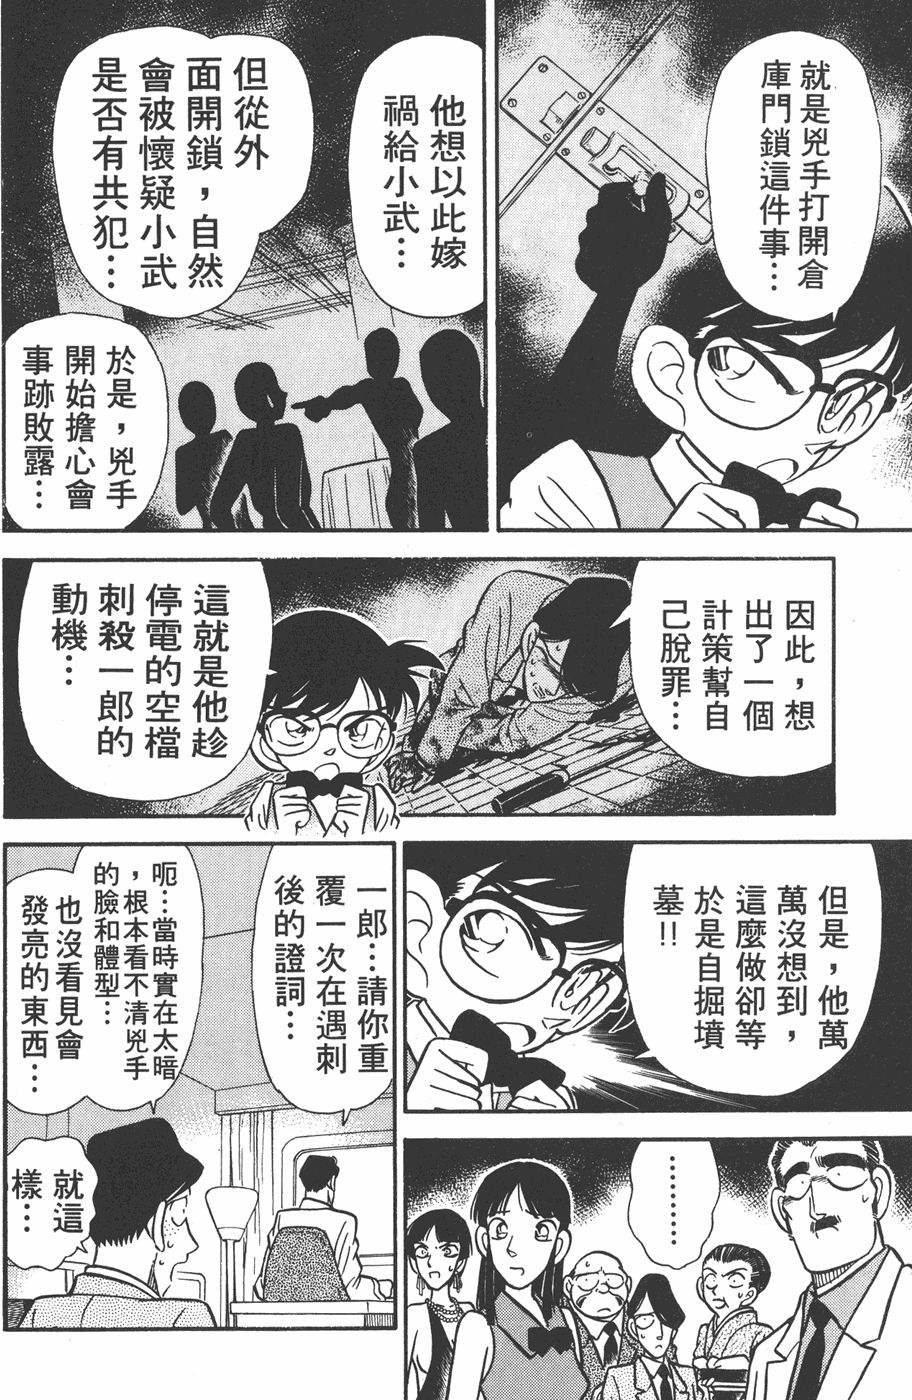 就是兇手打開倉
庫門鎖這件事…
他想以此嫁
禍給小武…
但從外
面開鎖，自然
會被懷疑小武
是否有共犯…
於是，兇手
開始擔心會
事跡敗露…
因此，想
出了一個
計策幫自
己脫罪…
這就是他趁
停電的空檔
刺殺一郎的
動機…
但是，他萬
萬沒想到，
這麼做卻等
於是自掘墳
墓!!
一郎…請你重
覆一次在遇刺
後的證詞…
呃…當時實在太暗
，根本看不清兇手
的臉和體型…
也沒看見會
發亮的東西…
就這
樣…
……